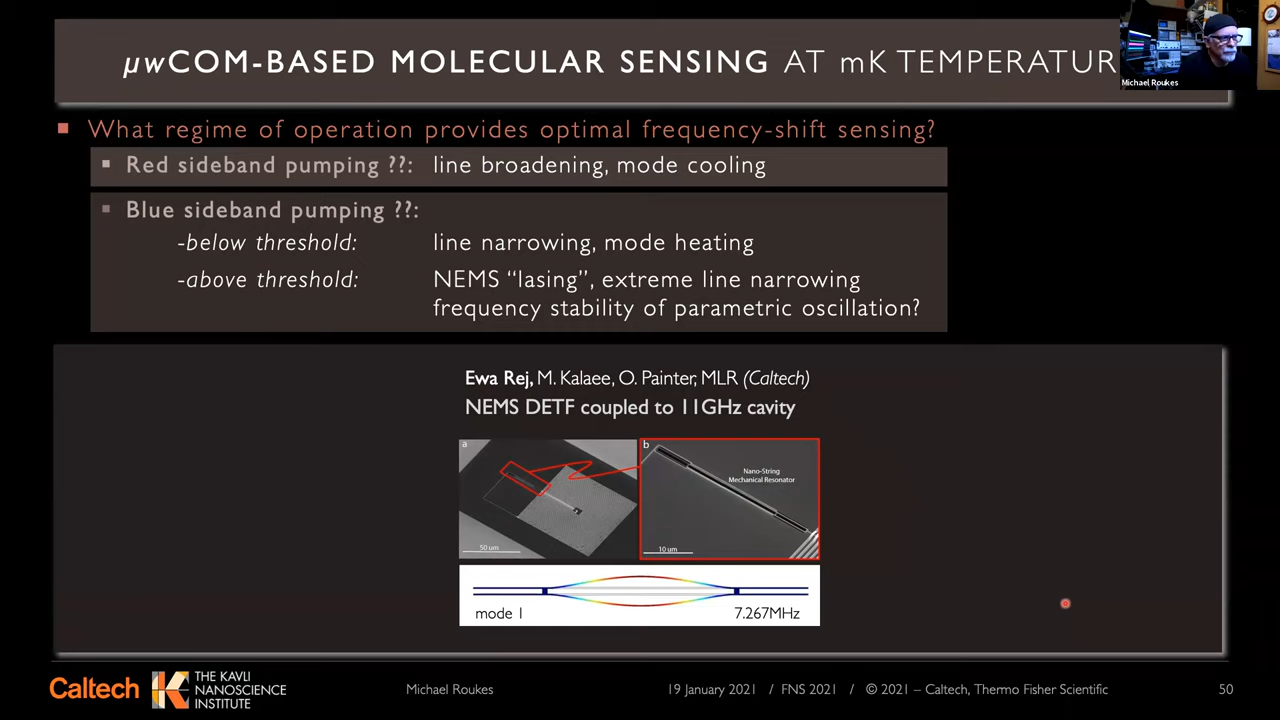 µwCOM-BASED MOLECULAR SENSING AT mK TEMPERATUR
Michael Roukes
▪ What regime of operation provides optimal frequency-shift sensing?
▪ Red sideband pumping ??: line broadening, mode cooling
▪ Blue sideband pumping ??:
-below threshold: line narrowing, mode heating
-above threshold: NEMS “lasing”, extreme line narrowing
frequency stability of parametric oscillation?
Ewa Rej, M. Kalaee, O. Painter, MLR (Caltech)
NEMS DETF coupled to 11GHz cavity
a
50 um
b
Nano-String
Mechanical Resonator
10 um
mode 1 7.267MHz
Caltech
THE KAVLI
NANOSCIENCE
INSTITUTE
Michael Roukes
19 January 2021 / FNS 2021 / © 2021 – Caltech, Thermo Fisher Scientific
50